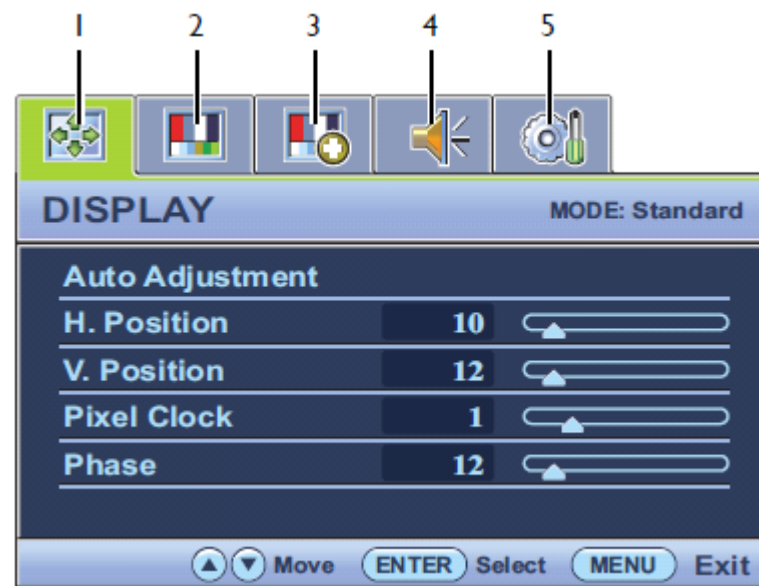 1 2 3 4 5
DISPLAY MODE: Standard
Auto Adjustment
H. Position 10
V. Position 12
Pixel Clock 1
Phase 12
Move ENTER Select MENU Exit